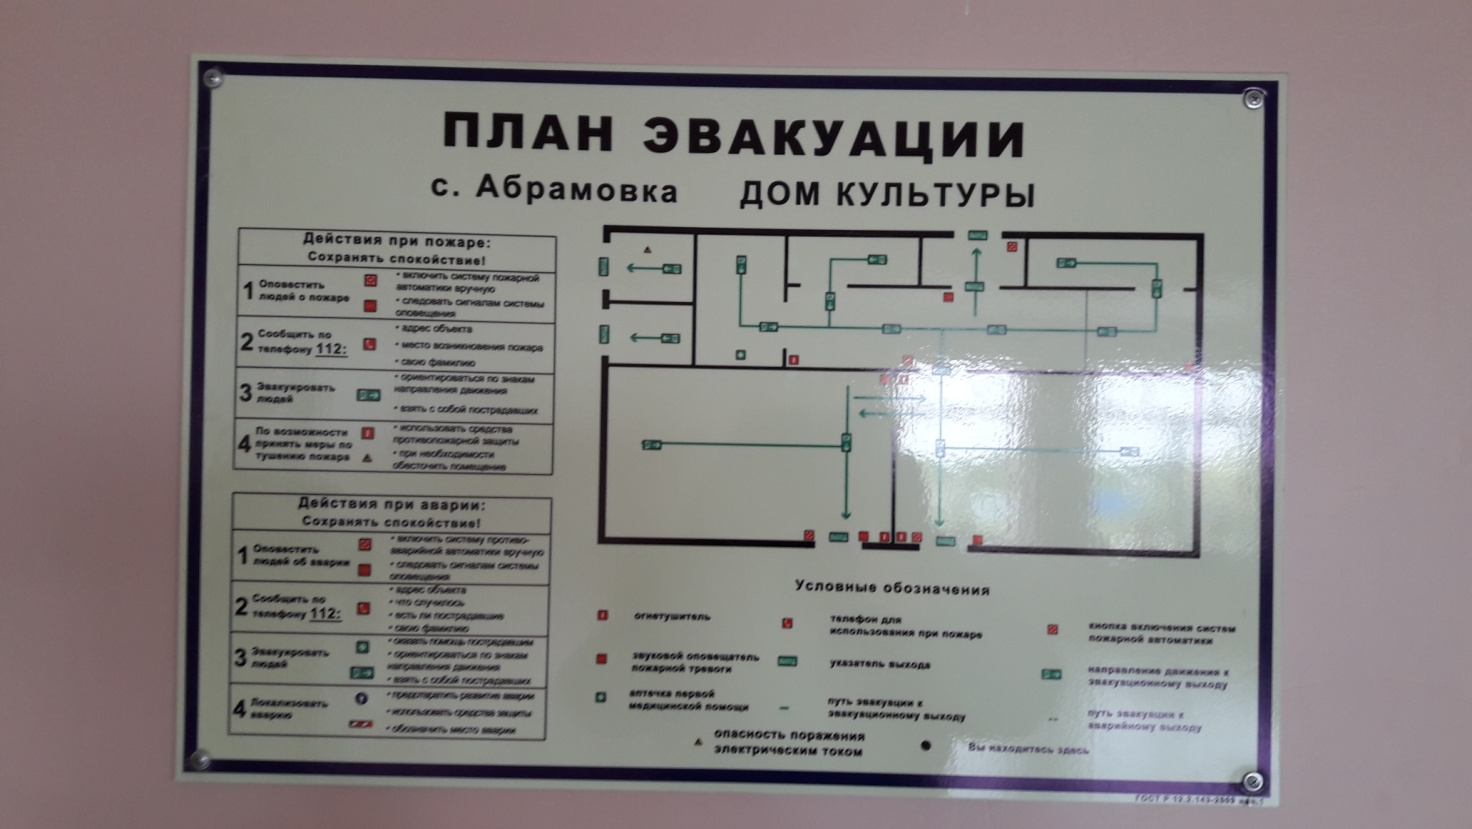 ПЛАН ЭВАКУАЦИИ
с. Абрамовка ДОМ КУЛЬТУРЫ
Действия при пожаре:
Сохранять спокойствие!
1 Оповестить
людей о пожаре
• включить систему пожарной
автоматики вручную
• следовать сигналам системы
оповещения
2 Сообщить по
телефону 112:
• адрес объекта
• место возникновения пожара
• свою фамилию
3 Эвакуировать
людей
• ориентироваться по знакам
направления движения
• взять с собой пострадавших
4 По возможности
принять меры по
тушению пожара
• использовать средства
противопожарной защиты
• при необходимости
обесточить помещение
Действия при аварии:
Сохранять спокойствие!
1 Оповестить
людей об аварии
• включить систему противо-
аварийной автоматики вручную
• следовать сигналам системы
оповещения
2 Сообщить по
телефону 112:
• адрес объекта
• что случилось
• есть ли пострадавшие
• свою фамилию
3 Эвакуировать
людей
• оказать помощь пострадавшим
• ориентироваться по знакам
направления движения
• взять с собой пострадавших
4 Локализовать
аварию
• предотвратить развитие аварии
• использовать средства защиты
• обозначить место аварии
Условные обозначения
огнетушитель
телефон для
использования при пожаре
кнопка включения систем
пожарной автоматики
звуковой оповещатель
пожарной тревоги
указатель выхода
направление движения к
эвакуационному выходу
аптечка первой
медицинской помощи
путь эвакуации к
эвакуационному выходу
путь эвакуации к
аварийному выходу
опасность поражения
электрическим током
Вы находитесь здесь
ГОСТ Р 12.2.143-2009